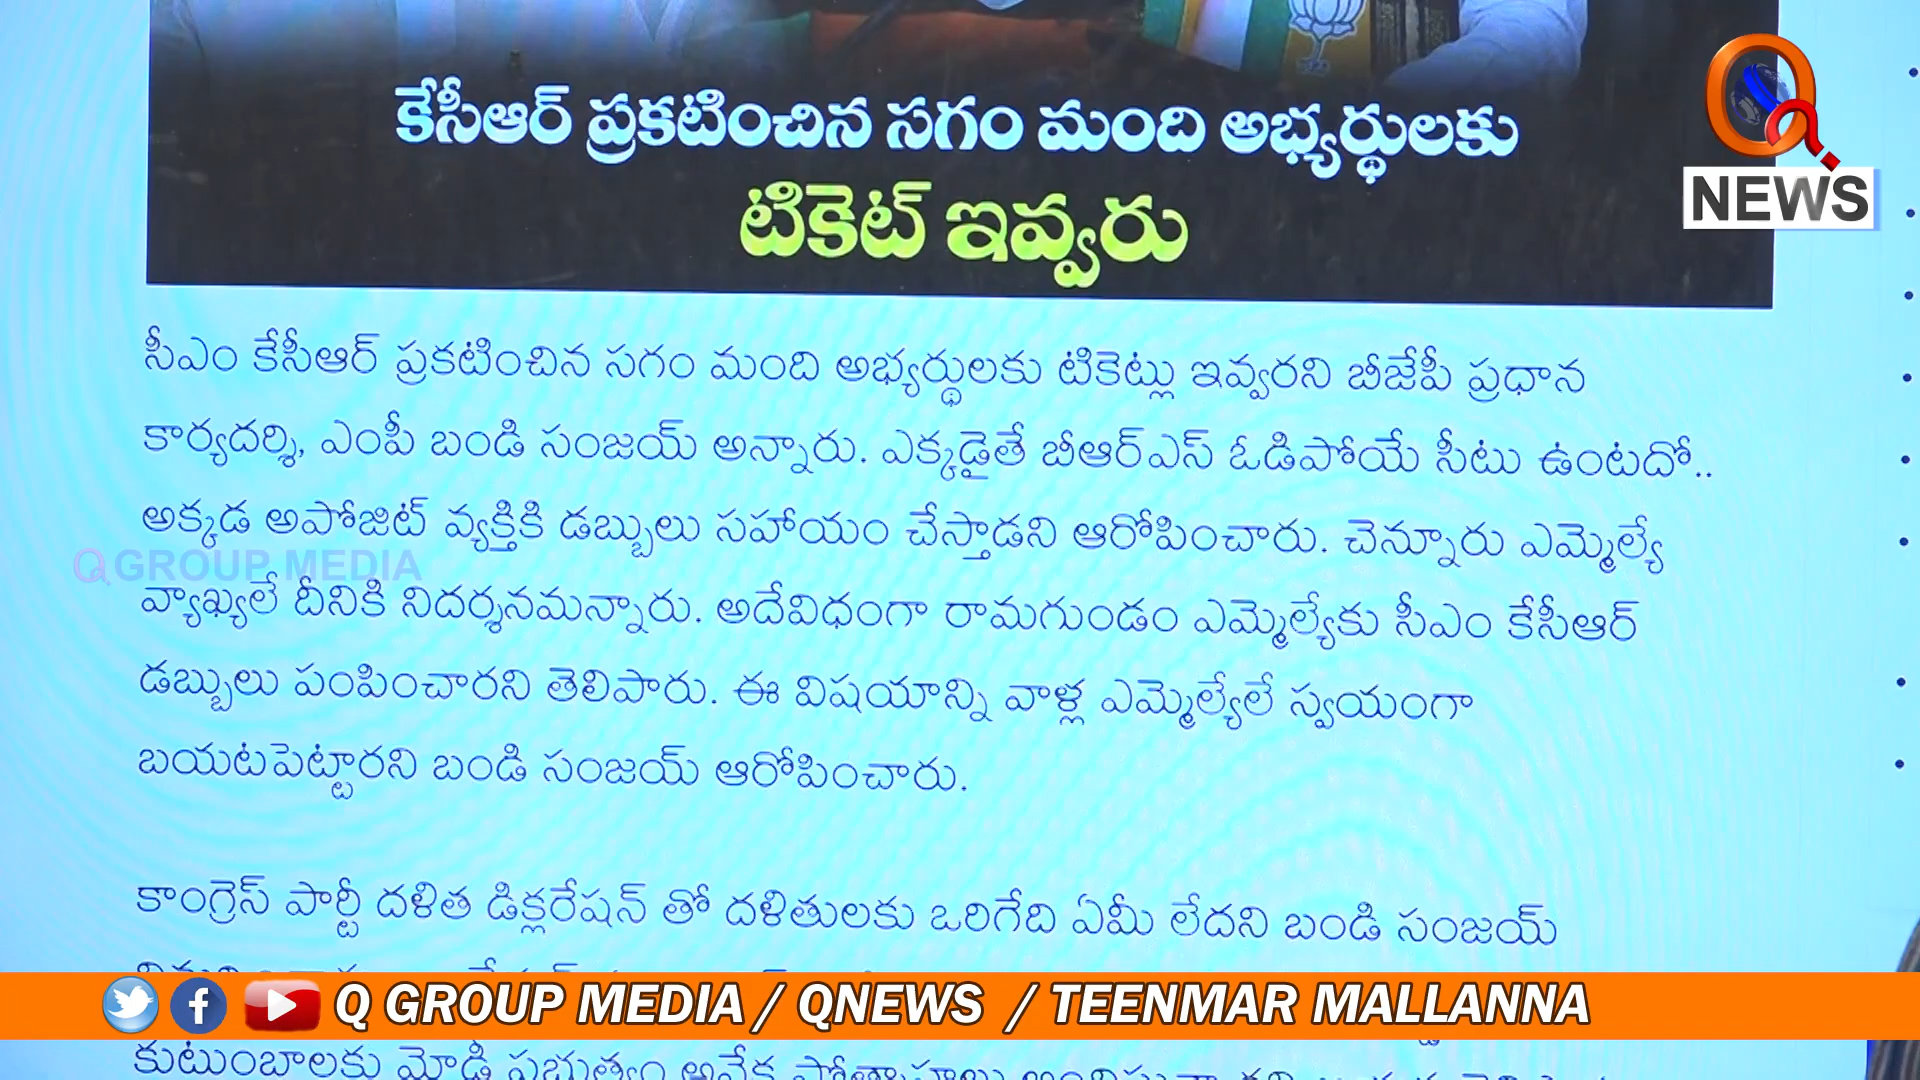 కేసీఆర్ ప్రకటించిన సగం మంది అభ్యర్థులకు
టికెట్ ఇవ్వరు
NEWS
సీఎం కేసీఆర్ ప్రకటించిన సగం మంది అభ్యర్థులకు టికెట్లు ఇవ్వరని బీజేపీ ప్రధాన
కార్యదర్శి, ఎంపీ బండి సంజయ్ అన్నారు. ఎక్కడైతే బీఆర్ఎస్ ఓడిపోయే సీటు ఉంటదో..
అక్కడ అపోజిట్ వ్యక్తికి డబ్బులు సహాయం చేస్తాడని ఆరోపించారు. చెన్నూరు ఎమ్మెల్యే
Q GROUP MEDIA
వ్యాఖ్యలే దీనికి నిదర్శనమన్నారు. అదేవిధంగా రామగుండం ఎమ్మెల్యేకు సీఎం కేసీఆర్
డబ్బులు పంపించారని తెలిపారు. ఈ విషయాన్ని వాళ్ల ఎమ్మెల్యేలే స్వయంగా
బయటపెట్టారని బండి సంజయ్ ఆరోపించారు.
కాంగ్రెస్ పార్టీ దళిత డిక్లరేషన్ తో దళితులకు ఒరిగేది ఏమీ లేదని బండి సంజయ్
Q GROUP MEDIA / QNEWS / TEENMAR MALLANNA
కుటుంబాలకు మోడీ ప్రభుత్వం అనేక